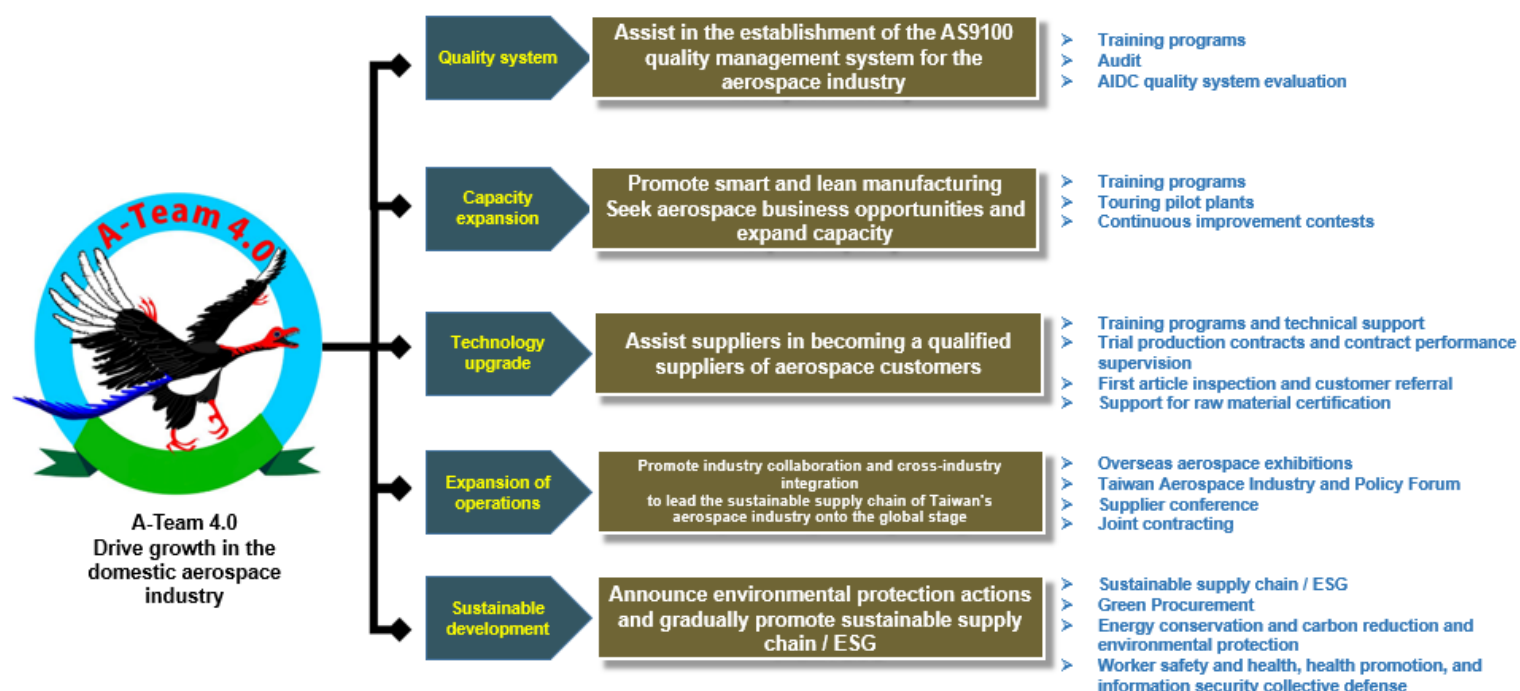 A-Team 4.0
A-Team 4.0
Drive growth in the
domestic aerospace
industry
Quality system
Assist in the establishment of the AS9100
quality management system for the
aerospace industry
Training programs
Audit
AIDC quality system evaluation
Capacity
expansion
Promote smart and lean manufacturing
Seek aerospace business opportunities and
expand capacity
Training programs
Touring pilot plants
Continuous improvement contests
Technology
upgrade
Assist suppliers in becoming a qualified
suppliers of aerospace customers
Training programs and technical support
Trial production contracts and contract performance
supervision
First article inspection and customer referral
Support for raw material certification
Expansion of
operations
Promote industry collaboration and cross-industry
integration
to lead the sustainable supply chain of Taiwan's
aerospace industry onto the global stage
Overseas aerospace exhibitions
Taiwan Aerospace Industry and Policy Forum
Supplier conference
Joint contracting
Sustainable
development
Announce environmental protection actions
and gradually promote sustainable supply
chain / ESG
Sustainable supply chain / ESG
Green Procurement
Energy conservation and carbon reduction and
environmental protection
Worker safety and health, health promotion, and
information security collective defense